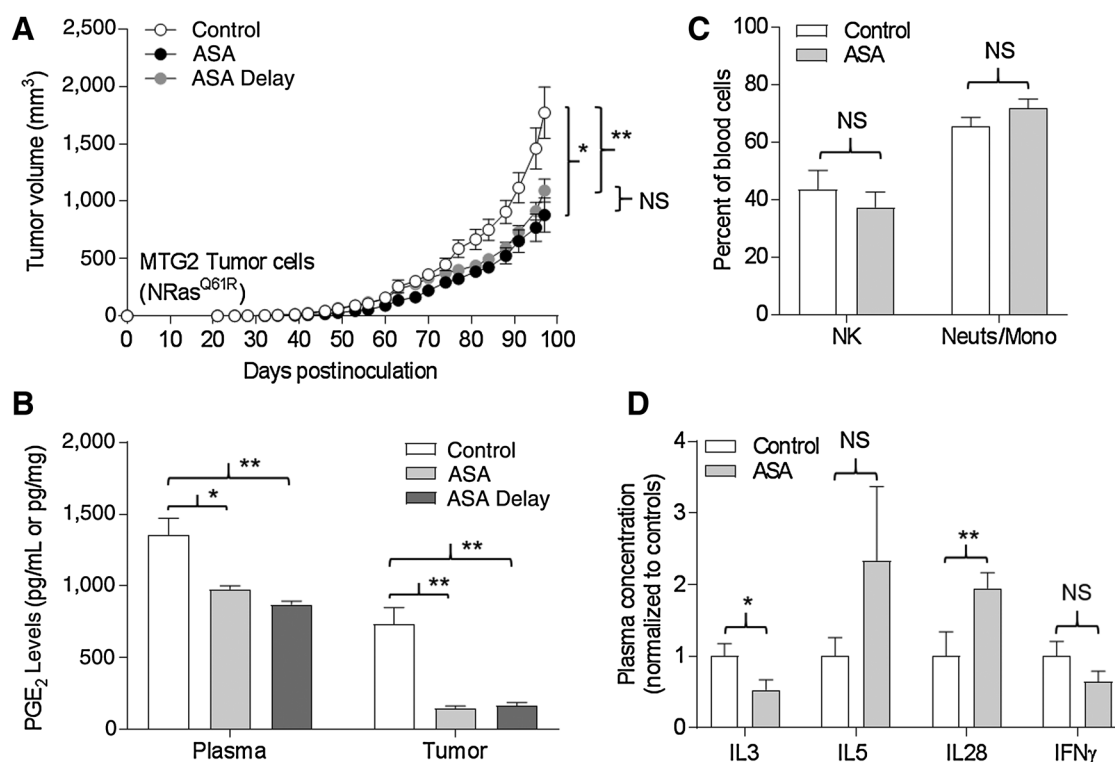 A
Control
ASA
ASA Delay
Tumor volume (mm³)
2,500
2,000
1,500
1,000
500
0
MTG2 Tumor cells
(NRas^Q61R)
*
**
NS
0 10 20 30 40 50 60 70 80 90 100
Days postinoculation
B
PGE₂ Levels (pg/mL or pg/mg)
2,000
1,500
1,000
500
0
Control
ASA
ASA Delay
**
*
**
**
Plasma Tumor
C
Percent of blood cells
100
80
60
40
20
0
Control
ASA
NS
NS
NK Neuts/Mono
D
Plasma concentration
(normalized to controls)
4
3
2
1
0
Control
ASA
*
NS
**
NS
IL3 IL5 IL28 IFNγ